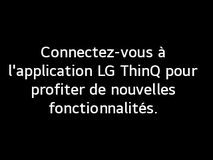 Connectez-vous à
l'application LG ThinQ pour
profiter de nouvelles
fonctionnalités.